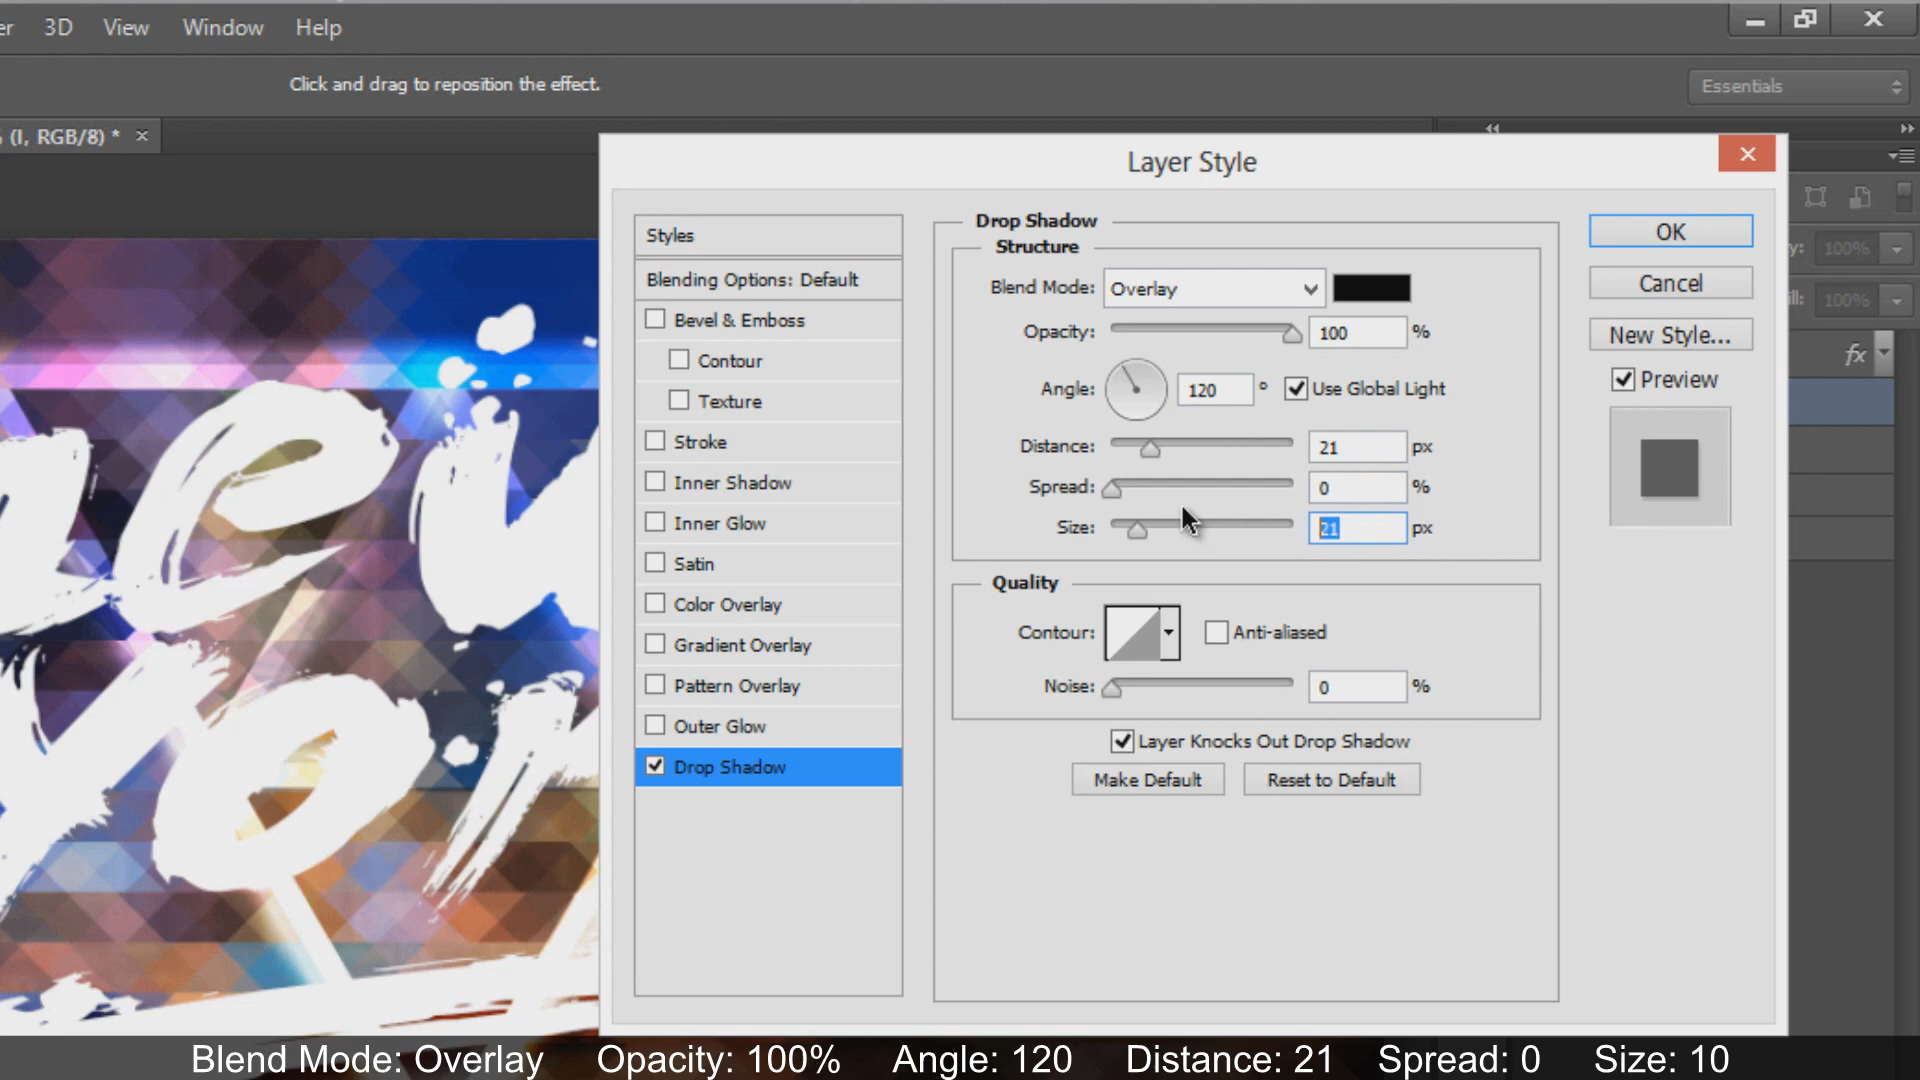 er 3D View Window Help
Click and drag to reposition the effect.
Essentials
(I, RGB/8) *
Layer Style
Styles
Blending Options: Default
Bevel & Emboss
Contour
Texture
Stroke
Inner Shadow
Inner Glow
Satin
Color Overlay
Gradient Overlay
Pattern Overlay
Outer Glow
Drop Shadow
Drop Shadow
Structure
Blend Mode: Overlay
Opacity: 100 %
Angle: 120 ° Use Global Light
Distance: 21 px
Spread: 0 %
Size: 21 px
Quality
Contour: Anti-aliased
Noise: 0 %
Layer Knocks Out Drop Shadow
Make Default Reset to Default
OK
Cancel
New Style...
Preview
y: 100%
ill: 100%
fx
Blend Mode: Overlay Opacity: 100% Angle: 120 Distance: 21 Spread: 0 Size: 10